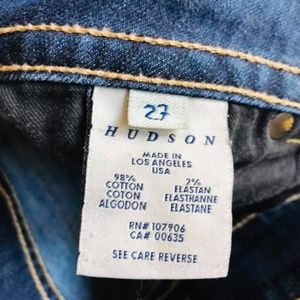 27
HUDSON
MADE IN
LOS ANGELES
USA
98% 2%
COTTON ELASTAN
COTON ELASTHANNE
ALGODON ELASTANE
RN# 107906
CA# 00635
SEE CARE REVERSE